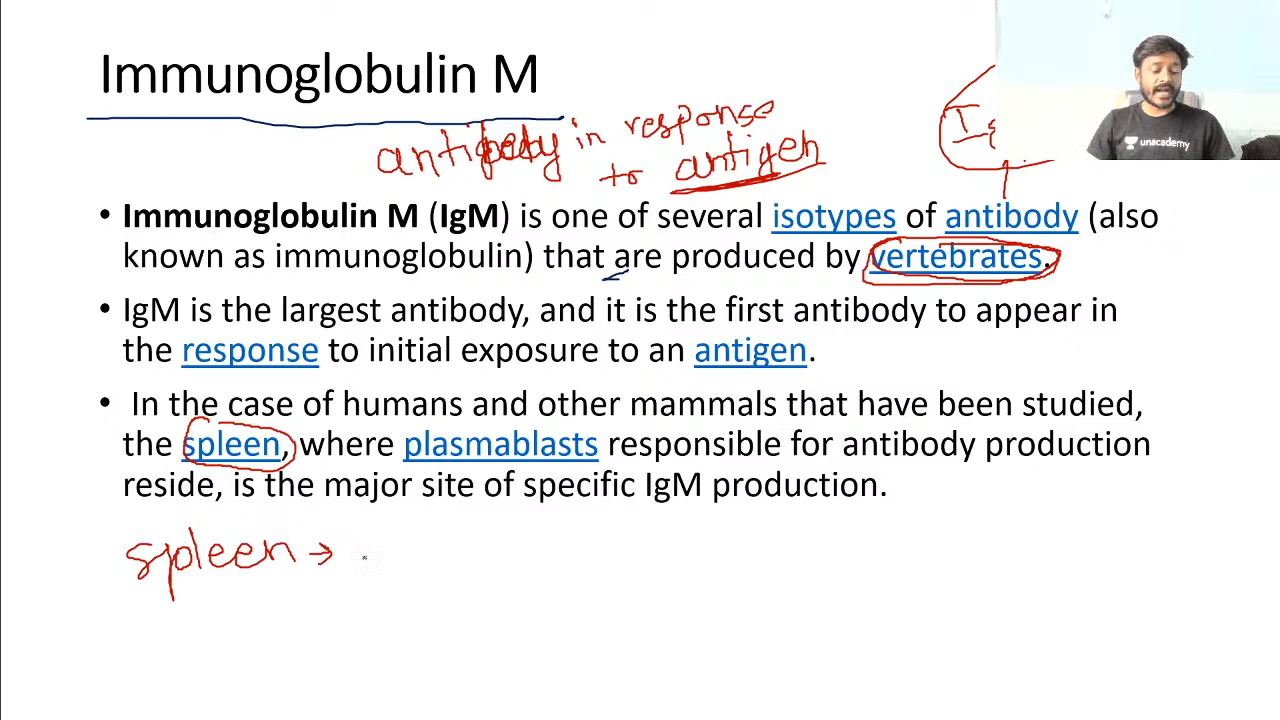 Immunoglobulin M
antibody in response
to antigen
unacademy
• Immunoglobulin M (IgM) is one of several isotypes of antibody (also
known as immunoglobulin) that are produced by vertebrates.
• IgM is the largest antibody, and it is the first antibody to appear in
the response to initial exposure to an antigen.
• In the case of humans and other mammals that have been studied,
the spleen, where plasmablasts responsible for antibody production
reside, is the major site of specific IgM production.
spleen →